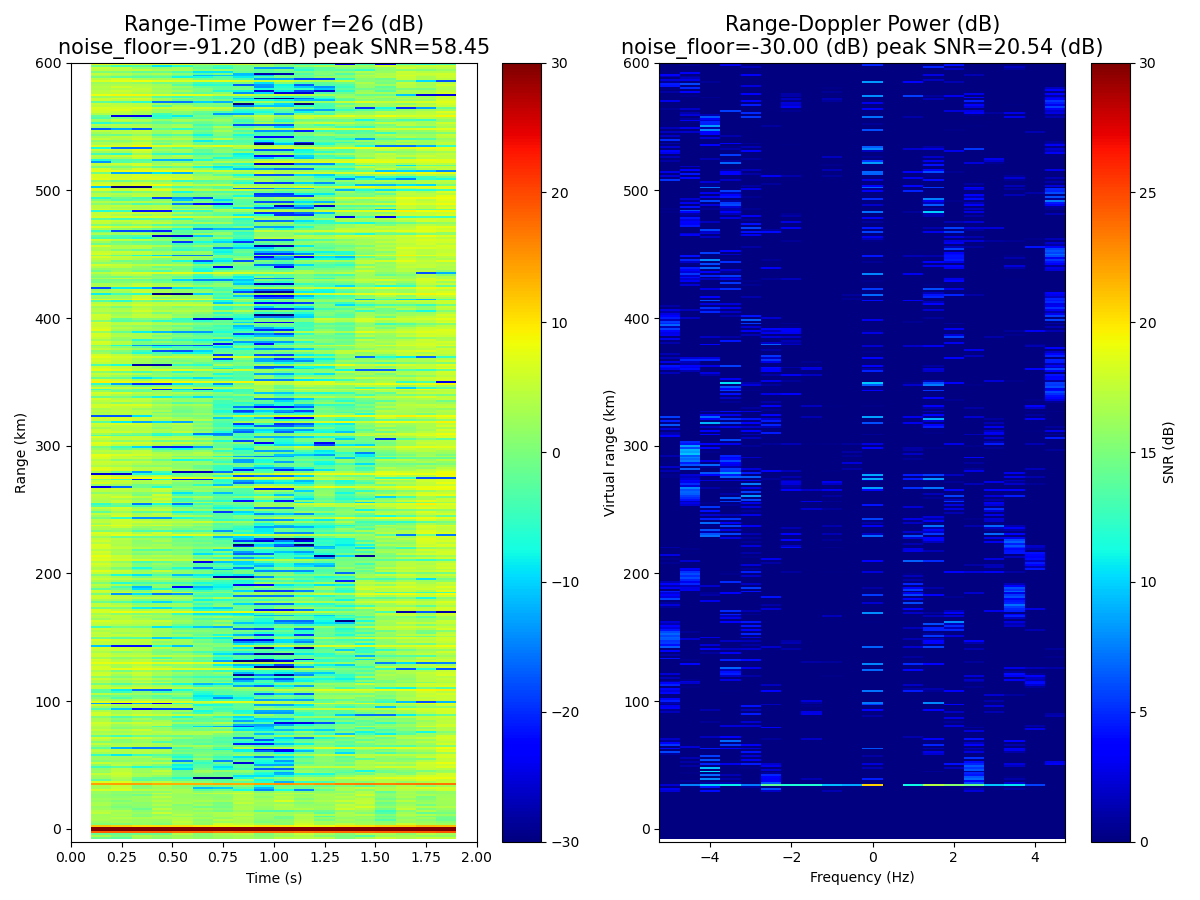 Range-Time Power f=26 (dB)
noise_floor=-91.20 (dB) peak SNR=58.45
Range-Doppler Power (dB)
noise_floor=-30.00 (dB) peak SNR=20.54 (dB)
600
500
400
300
200
100
0
Range (km)
0.00 0.25 0.50 0.75 1.00 1.25 1.50 1.75 2.00
Time (s)
30
20
10
0
−10
−20
−30
600
500
400
300
200
100
0
Virtual range (km)
−4 −2 0 2 4
Frequency (Hz)
30
25
20
15
10
5
0
SNR (dB)